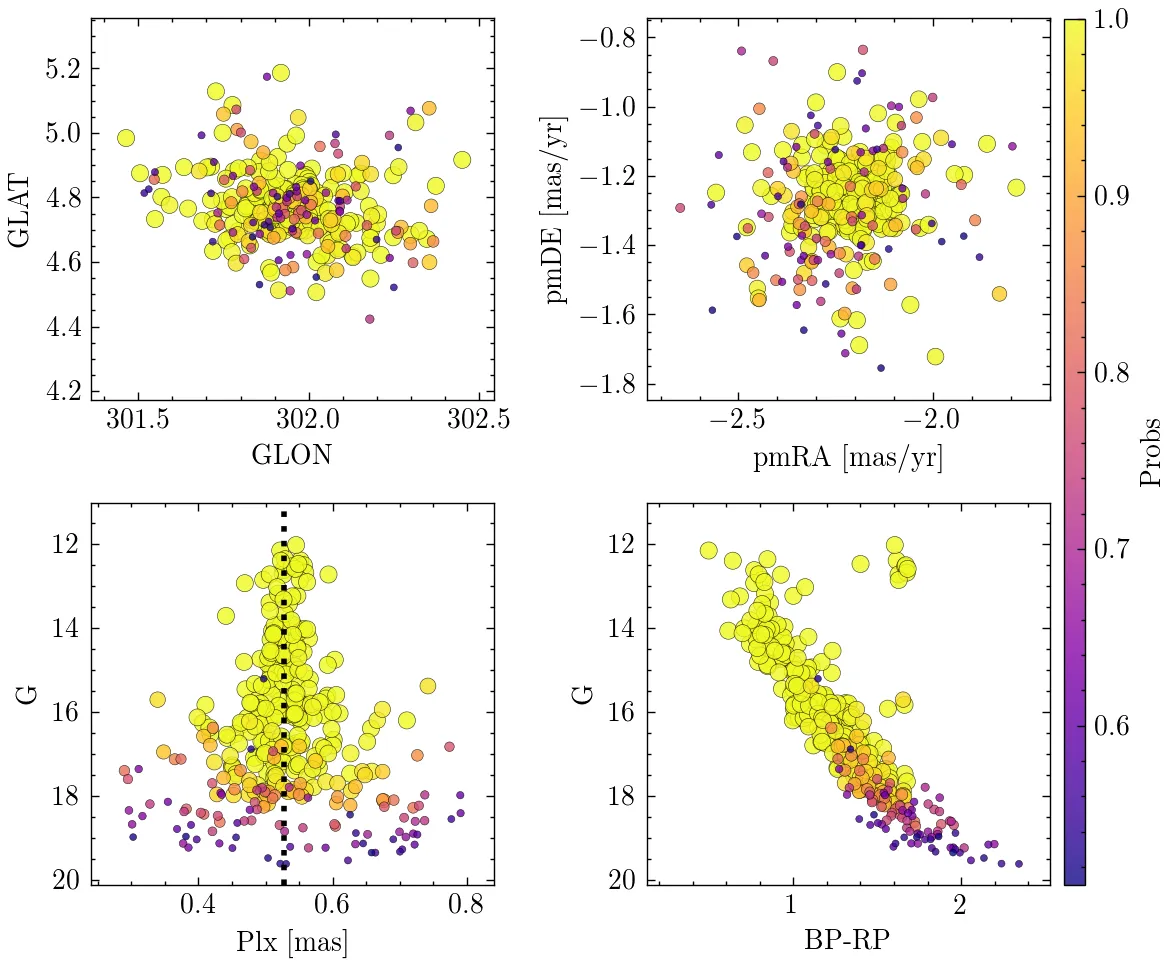 5.2
5.0
4.8
4.6
4.4
4.2
GLAT
301.5 302.0 302.5
GLON
−0.8
−1.0
−1.2
−1.4
−1.6
−1.8
pmDE [mas/yr]
−2.5 −2.0
pmRA [mas/yr]
1.0
0.9
0.8
0.7
0.6
Probs
12
14
16
18
20
G
0.4 0.6 0.8
Plx [mas]
12
14
16
18
20
G
1 2
BP-RP